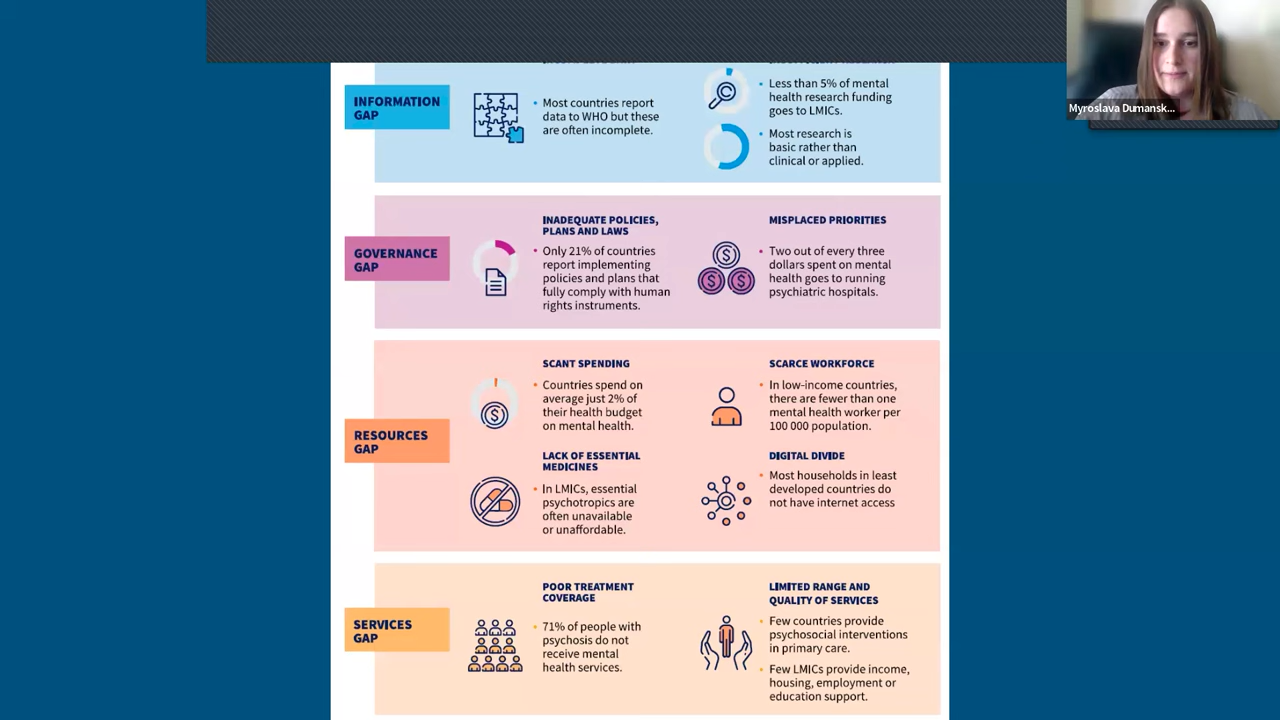 Myroslava Dumansk...
INFORMATION
GAP
Most countries report
data to WHO but these
are often incomplete.
Less than 5% of mental
health research funding
goes to LMICs.
Most research is
basic rather than
clinical or applied.
GOVERNANCE
GAP
INADEQUATE POLICIES,
PLANS AND LAWS
Only 21% of countries
report implementing
policies and plans that
fully comply with human
rights instruments.
MISPLACED PRIORITIES
Two out of every three
dollars spent on mental
health goes to running
psychiatric hospitals.
RESOURCES
GAP
SCANT SPENDING
Countries spend on
average just 2% of
their health budget
on mental health.
SCARCE WORKFORCE
In low-income countries,
there are fewer than one
mental health worker per
100 000 population.
LACK OF ESSENTIAL
MEDICINES
In LMICs, essential
psychotropics are
often unavailable
or unaffordable.
DIGITAL DIVIDE
Most households in least
developed countries do
not have internet access
SERVICES
GAP
POOR TREATMENT
COVERAGE
71% of people with
psychosis do not
receive mental
health services.
LIMITED RANGE AND
QUALITY OF SERVICES
Few countries provide
psychosocial interventions
in primary care.
Few LMICs provide income,
housing, employment or
education support.